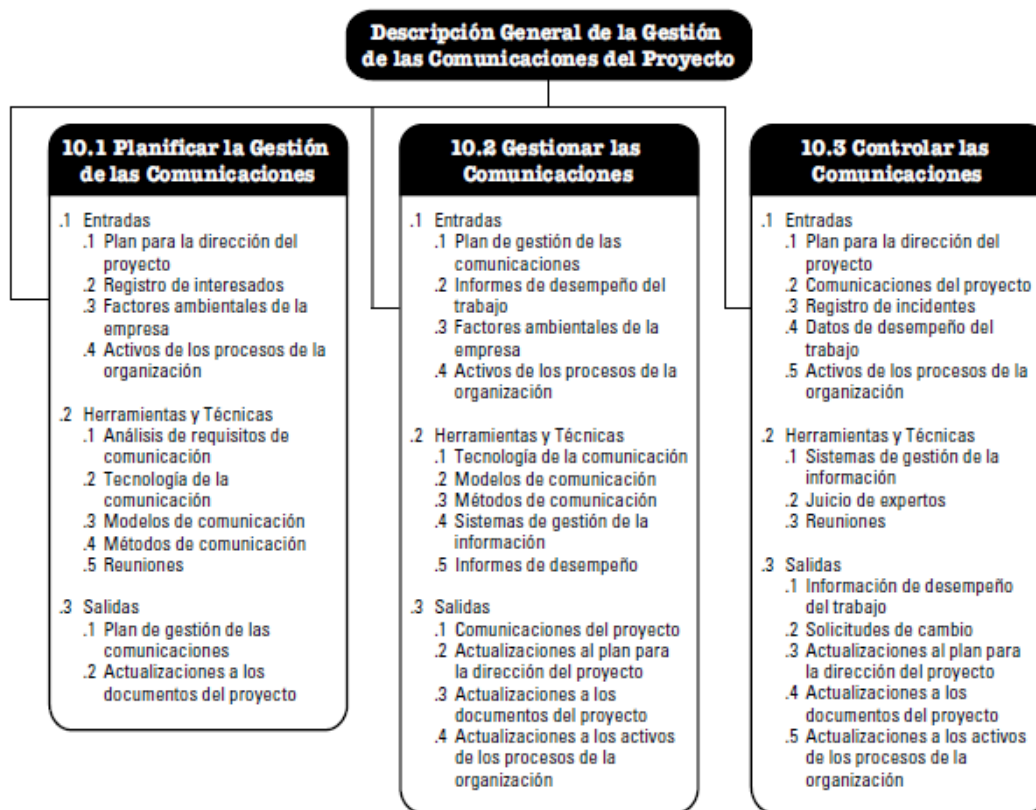 Descripción General de la Gestión
de las Comunicaciones del Proyecto
10.1 Planificar la Gestión
de las Comunicaciones
.1 Entradas
.1 Plan para la dirección del
proyecto
.2 Registro de interesados
.3 Factores ambientales de la
empresa
.4 Activos de los procesos de la
organización
.2 Herramientas y Técnicas
.1 Análisis de requisitos de
comunicación
.2 Tecnología de la
comunicación
.3 Modelos de comunicación
.4 Métodos de comunicación
.5 Reuniones
.3 Salidas
.1 Plan de gestión de las
comunicaciones
.2 Actualizaciones a los
documentos del proyecto
10.2 Gestionar las
Comunicaciones
.1 Entradas
.1 Plan de gestión de las
comunicaciones
.2 Informes de desempeño del
trabajo
.3 Factores ambientales de la
empresa
.4 Activos de los procesos de la
organización
.2 Herramientas y Técnicas
.1 Tecnología de la comunicación
.2 Modelos de comunicación
.3 Métodos de comunicación
.4 Sistemas de gestión de la
información
.5 Informes de desempeño
.3 Salidas
.1 Comunicaciones del proyecto
.2 Actualizaciones al plan para
la dirección del proyecto
.3 Actualizaciones a los
documentos del proyecto
.4 Actualizaciones a los activos
de los procesos de la
organización
10.3 Controlar las
Comunicaciones
.1 Entradas
.1 Plan para la dirección del
proyecto
.2 Comunicaciones del proyecto
.3 Registro de incidentes
.4 Datos de desempeño del
trabajo
.5 Activos de los procesos de la
organización
.2 Herramientas y Técnicas
.1 Sistemas de gestión de la
información
.2 Juicio de expertos
.3 Reuniones
.3 Salidas
.1 Información de desempeño
del trabajo
.2 Solicitudes de cambio
.3 Actualizaciones al plan para
la dirección del proyecto
.4 Actualizaciones a los
documentos del proyecto
.5 Actualizaciones a los activos
de los procesos de la
organización